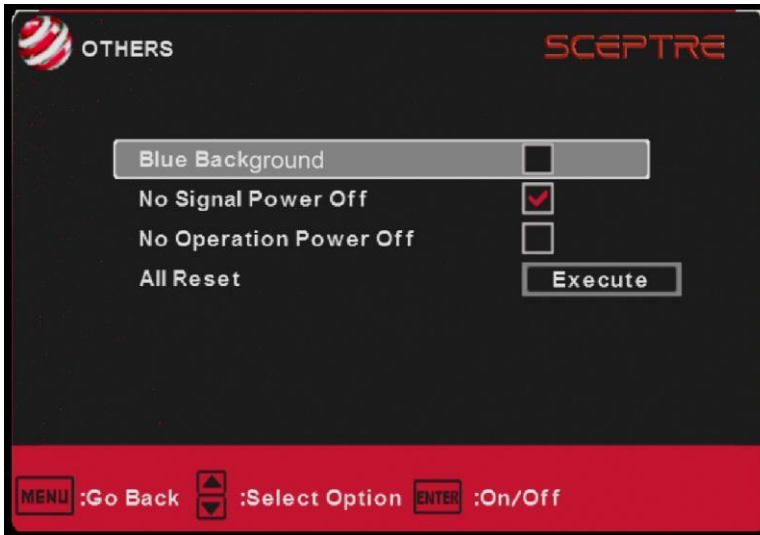 OTHERS SCEPTRE
Blue Background
No Signal Power Off
No Operation Power Off
All Reset Execute
MENU :Go Back :Select Option ENTER :On/Off